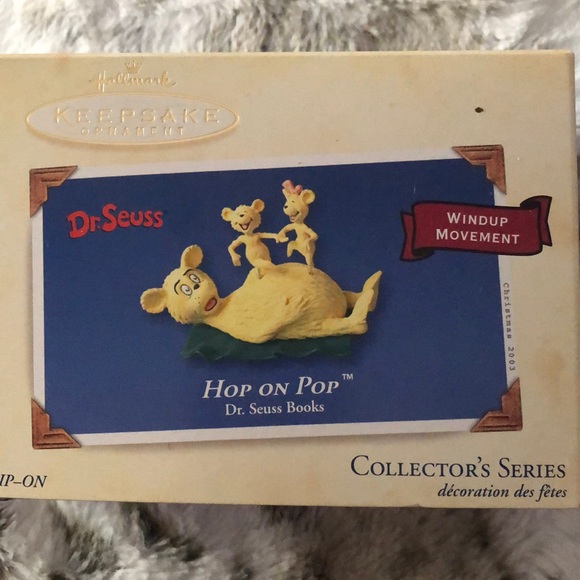 Hallmark
KEEPSAKE
ORNAMENT
Dr. Seuss
WINDUP
MOVEMENT
Christmas 2003
HOP ON POP™
Dr. Seuss Books
IP-ON
COLLECTOR'S SERIES
décoration des fêtes